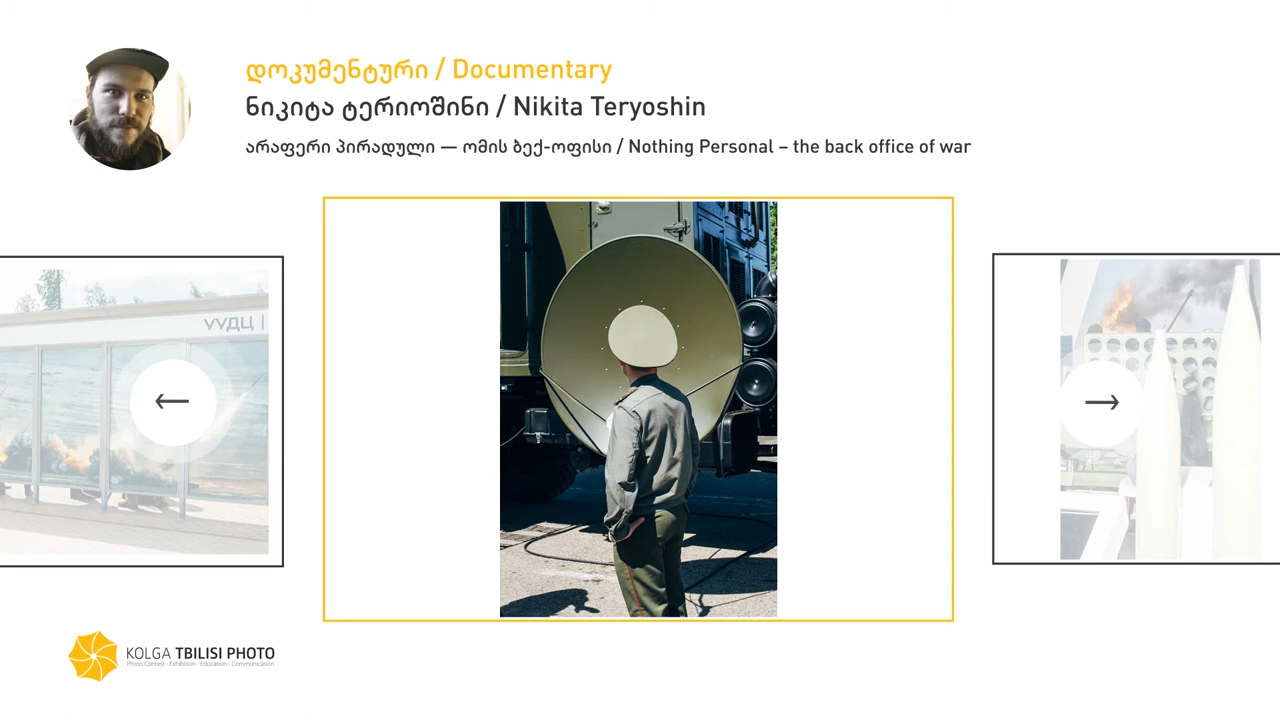 დოკუმენტური / Documentary
ნიკიტა ტერიოშინი / Nikita Teryoshin
არაფერი პირადული — ომის ბექ-ოფისი / Nothing Personal – the back office of war
УУДЦ |
KOLGA TBILISI PHOTO
Photo Contest - Exhibition - Education - Communication